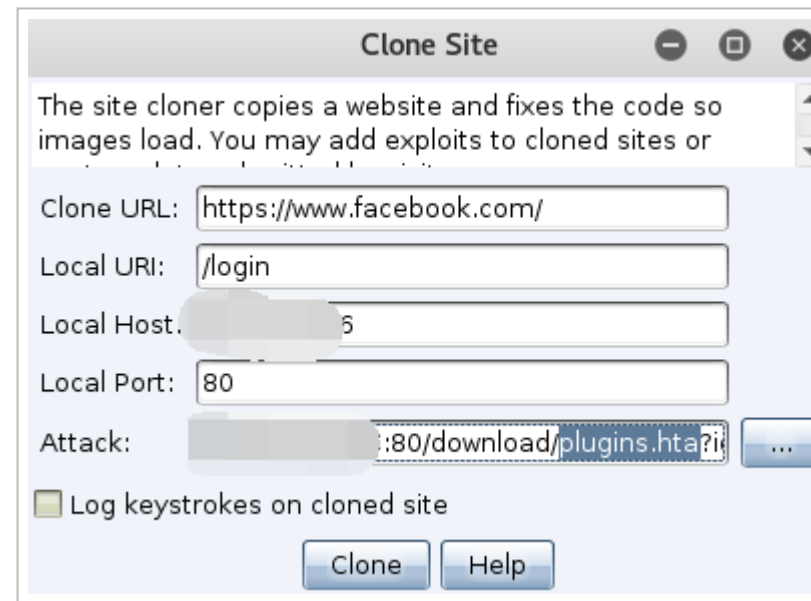 Clone Site
The site cloner copies a website and fixes the code so
images load. You may add exploits to cloned sites or
Clone URL: https://www.facebook.com/
Local URI: /login
Local Host: 6
Local Port: 80
Attack: :80/download/plugins.hta?i
Log keystrokes on cloned site
Clone Help